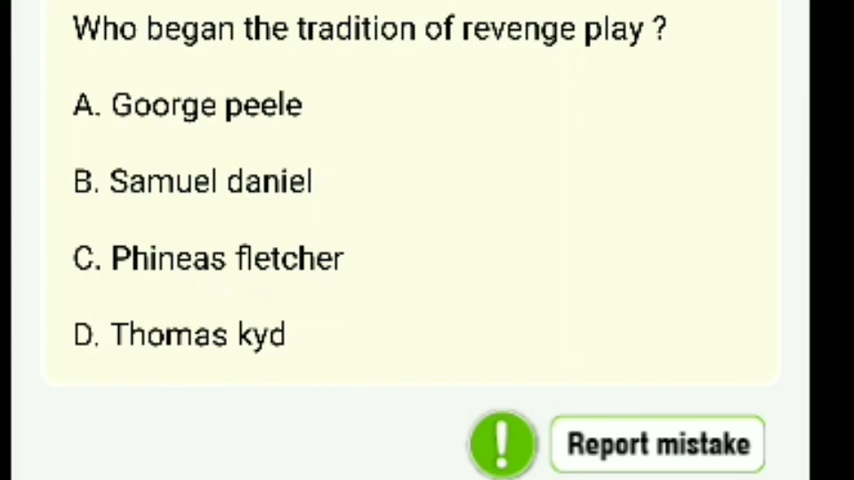 Who began the tradition of revenge play ?
A. Goorge peele
B. Samuel daniel
C. Phineas fletcher
D. Thomas kyd
! Report mistake